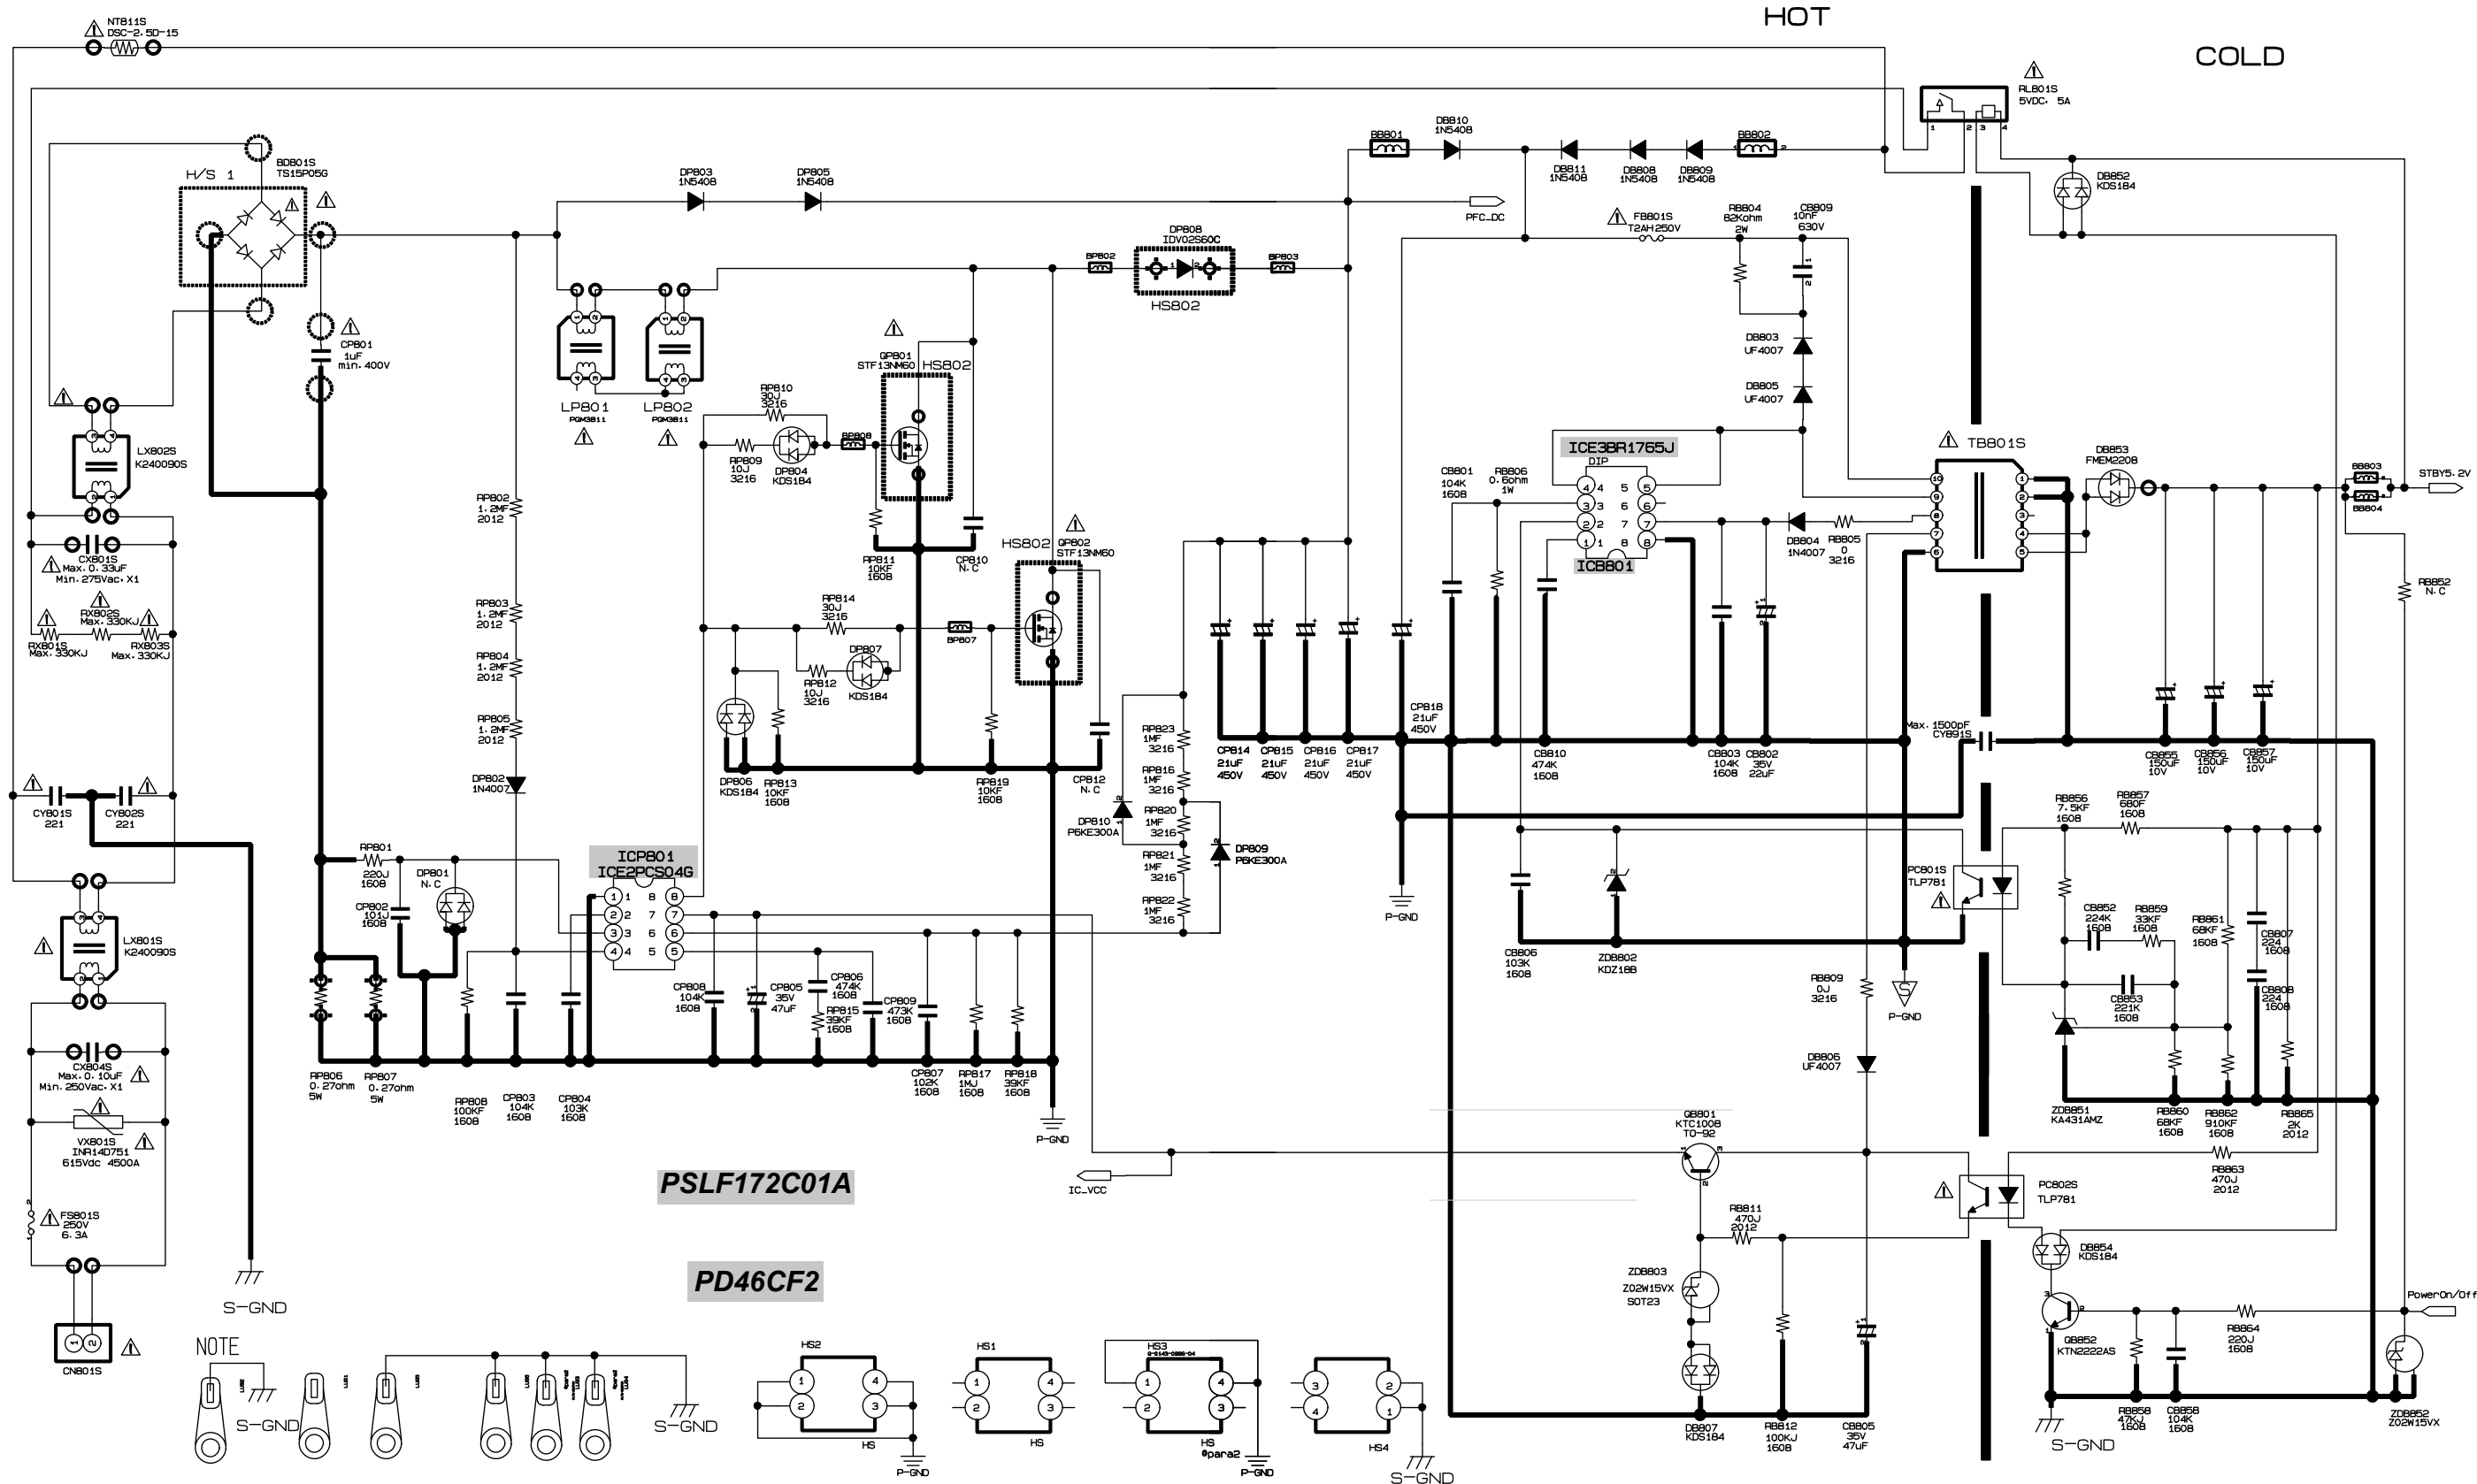 HOT
COLD
NT811S
DSC-2.5D-15
RL801S
5VDC, 5A
BD801S
TS15P05G
H/S 1
DP803
1N5408
DP805
1N5408
BB801
DB810
1N5408
DB811
1N5408
DB808
1N5408
DB809
1N5408
BB802
DB852
KDS184
PFC_DC
DP808
IDV02S60C
HS802
BP802
BP803
FB801S
T2AH250V
RB804
82Kohm
2W
CB809
10nF
630V
CP801
1uF
min.400V
DB803
UF4007
DB805
UF4007
LP801
PGM3811
LP802
PGM3811
QP801
STF13NM60
HS802
RP810
30J
3216
BP808
RP809
10J
3216
DP804
KDS184
RP811
10KF
1608
CP810
N.C
LX802S
K240090S
CX801S
Max.0.33uF
Min.275Vac.X1
RX802S
Max.330KJ
RX801S
Max.330KJ
RX803S
Max.330KJ
RP802
1.2MF
2012
RP803
1.2MF
2012
RP804
1.2MF
2012
RP805
1.2MF
2012
DP802
1N4007
HS802
QP802
STF13NM60
RP814
30J
3216
BP807
DP807
KDS184
RP812
10J
3216
DP806
KDS184
RP813
10KF
1608
RP819
10KF
1608
CP812
N.C
ICE3BR1765J
DIP
ICB801
CB801
104K
1608
RB806
0.6ohm
1W
DB804
1N4007
RB805
0
3216
TB801S
DB853
FMEM2208
BB803
BB804
STBY5.2V
RB852
N.C
RP823
1MF
3216
RP816
1MF
3216
RP820
1MF
3216
RP821
1MF
3216
RP822
1MF
3216
DP810
P6KE300A
DP809
P6KE300A
CP814
21uF
450V
CP815
21uF
450V
CP816
21uF
450V
CP817
21uF
450V
CP818
21uF
450V
CB810
474K
1608
CB803
104K
1608
CB802
35V
22uF
Max.1500pF
CY891S
CB855
150uF
10V
CB856
150uF
10V
CB857
150uF
10V
CY801S
221
CY802S
221
RP801
220J
1608
DP801
N.C
CP802
101J
1608
ICP801
ICE2PCS04G
P-GND
CB806
103K
1608
ZDB802
KDZ18B
PC801S
TLP781
RB856
7.5KF
1608
RB857
680F
1608
CB852
224K
1608
RB859
33KF
1608
RB861
68KF
1608
CB807
224
1608
CB808
224
1608
CB853
221K
1608
LX801S
K240090S
CP808
104K
1608
CP805
35V
47uF
CP806
474K
1608
RP815
39KF
1608
CP809
473K
1608
RB809
0J
3216
S
P-GND
CX804S
Max.0.10uF
Min.250Vac.X1
RP806
0.27ohm
5W
RP807
0.27ohm
5W
RP808
100KF
1608
CP803
104K
1608
CP804
103K
1608
CP807
102K
1608
RP817
1MJ
1608
RP818
39KF
1608
P-GND
DB806
UF4007
ZDB851
KA431AMZ
RB860
68KF
1608
RB862
910KF
1608
RB865
2K
2012
VX801S
INR14D751
615Vdc 4500A
FS801S
250V
6.3A
PSLF172C01A
IC_VCC
QB801
KTC1008
TO-92
RB811
470J
2012
PC802S
TLP781
RB863
470J
2012
PD46CF2
DB854
KDS184
ZDB803
Z02W15VX
SOT23
PowerOn/Off
S-GND
QB852
KTN2222AS
RB864
220J
1608
NOTE
CN801S
S-GND
S-GND
HS2
HS
P-GND
HS1
HS
HS3
HS
@para2
P-GND
HS4
S-GND
DB807
KDS184
RB812
100KJ
1608
CB805
35V
47uF
S-GND
RB858
47KJ
1608
CB858
104K
1608
ZDB852
Z02W15VX